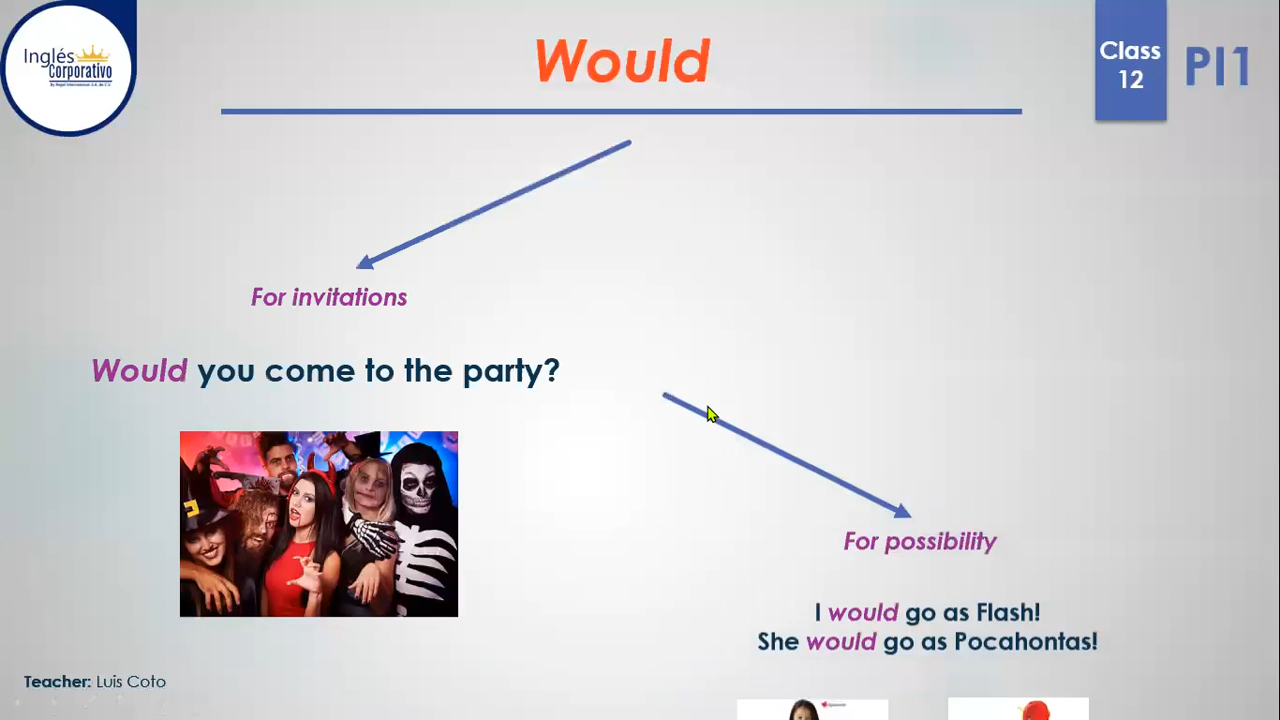 Inglés
Corporativo
Would
Class
12
PI1
For invitations
Would you come to the party?
For possibility
I would go as Flash!
She would go as Pocahontas!
Teacher: Luis Coto